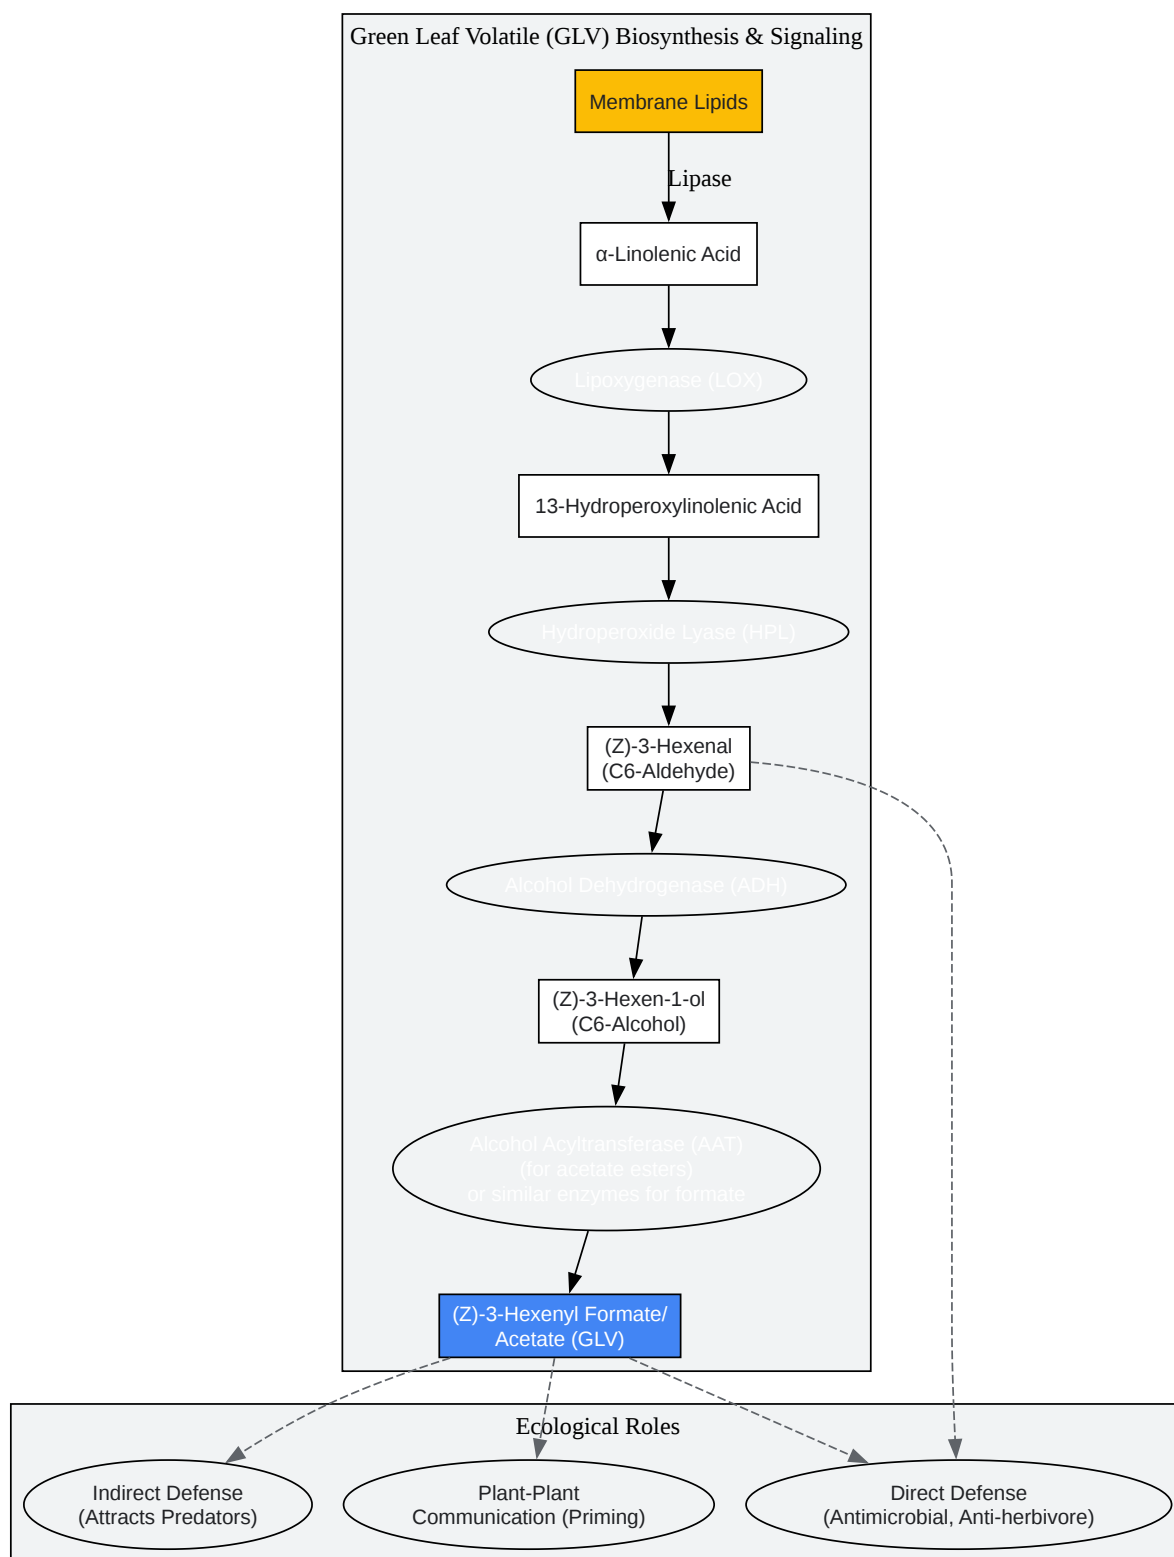 Green Leaf Volatile (GLV) Biosynthesis & Signaling
Membrane Lipids
Lipase
α-Linolenic Acid
Lipoxygenase (LOX)
13-Hydroperoxylinolenic Acid
Hydroperoxide Lyase (HPL)
(Z)-3-Hexenal
(C6-Aldehyde)
Alcohol Dehydrogenase (ADH)
(Z)-3-Hexen-1-ol
(C6-Alcohol)
Alcohol Acyltransferase (AAT)
(for acetate esters)
or similar enzymes for formate
(Z)-3-Hexenyl Formate/
Acetate (GLV)
Ecological Roles
Indirect Defense
(Attracts Predators)
Plant-Plant
Communication (Priming)
Direct Defense
(Antimicrobial, Anti-herbivore)